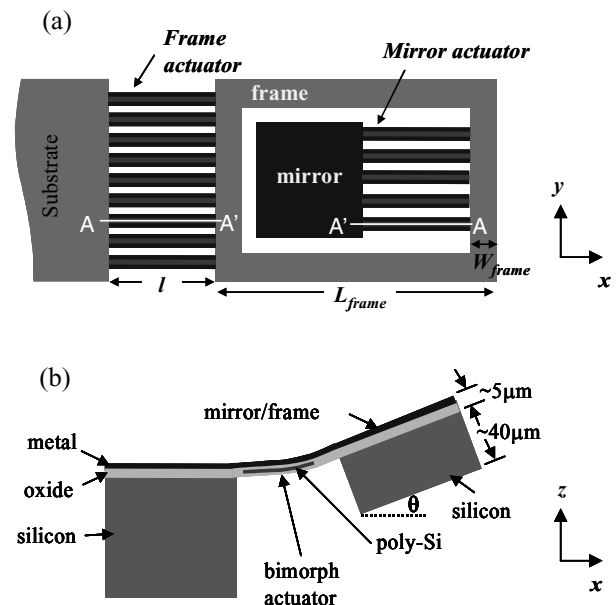 (a)
Frame
actuator
Mirror actuator
frame
Substrate
mirror
A
A'
A'
A
W_frame
l
L_frame
y
x
(b)
mirror/frame
~5μm
~40μm
metal
oxide
silicon
θ
silicon
poly-Si
bimorph
actuator
z
x